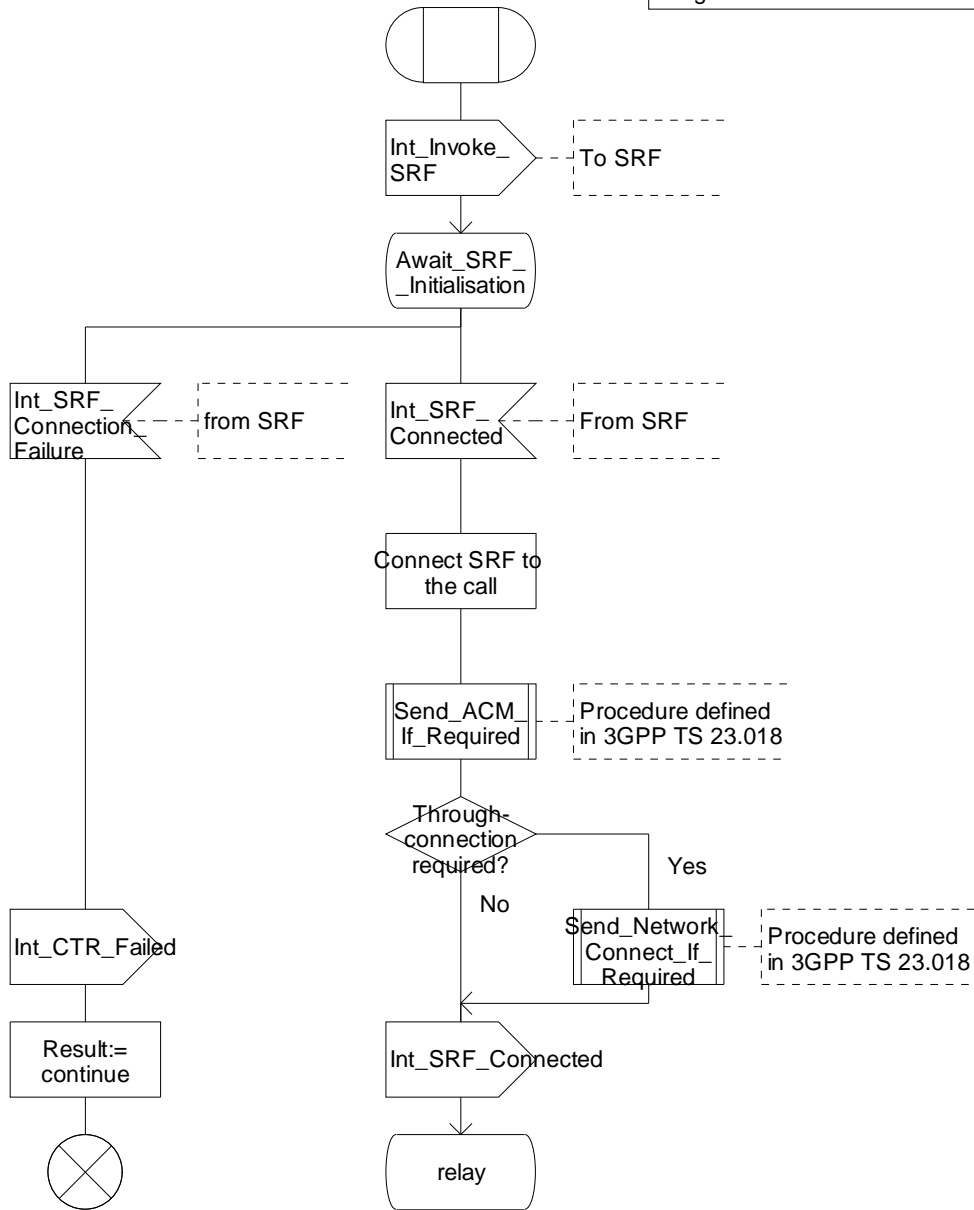 Int_Invoke_
SRF
To SRF
Await_SRF_
_Initialisation
Int_SRF_
Connection_
Failure
from SRF
Int_SRF_
Connected
From SRF
Connect SRF to
the call
Send_ACM_
If_Required
Procedure defined
in 3GPP TS 23.018
Through-
connection
required?
Yes
No
Send_Network_
Connect_If_
Required
Procedure defined
in 3GPP TS 23.018
Int_CTR_Failed
Result:=
continue
Int_SRF_Connected
relay